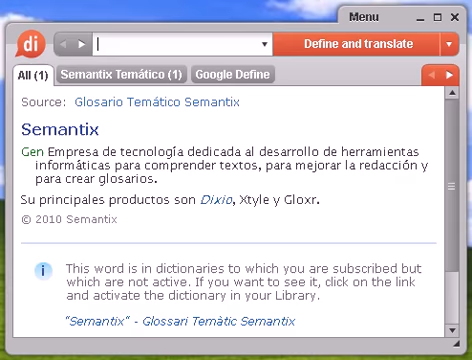 Menu
di
Define and translate
All (1)
Semantix Temático (1)
Google Define
Source: Glosario Temático Semantix
Semantix
Gen Empresa de tecnología dedicada al desarrollo de herramientas
informáticas para comprender textos, para mejorar la redacción y
para crear glosarios.
Su principales productos son Dixio, Xtyle y Gloxr.
© 2010 Semantix
i
This word is in dictionaries to which you are subscribed but
which are not active. If you want to see it, click on the link
and activate the dictionary in your Library.
"Semantix" - Glossari Temàtic Semantix